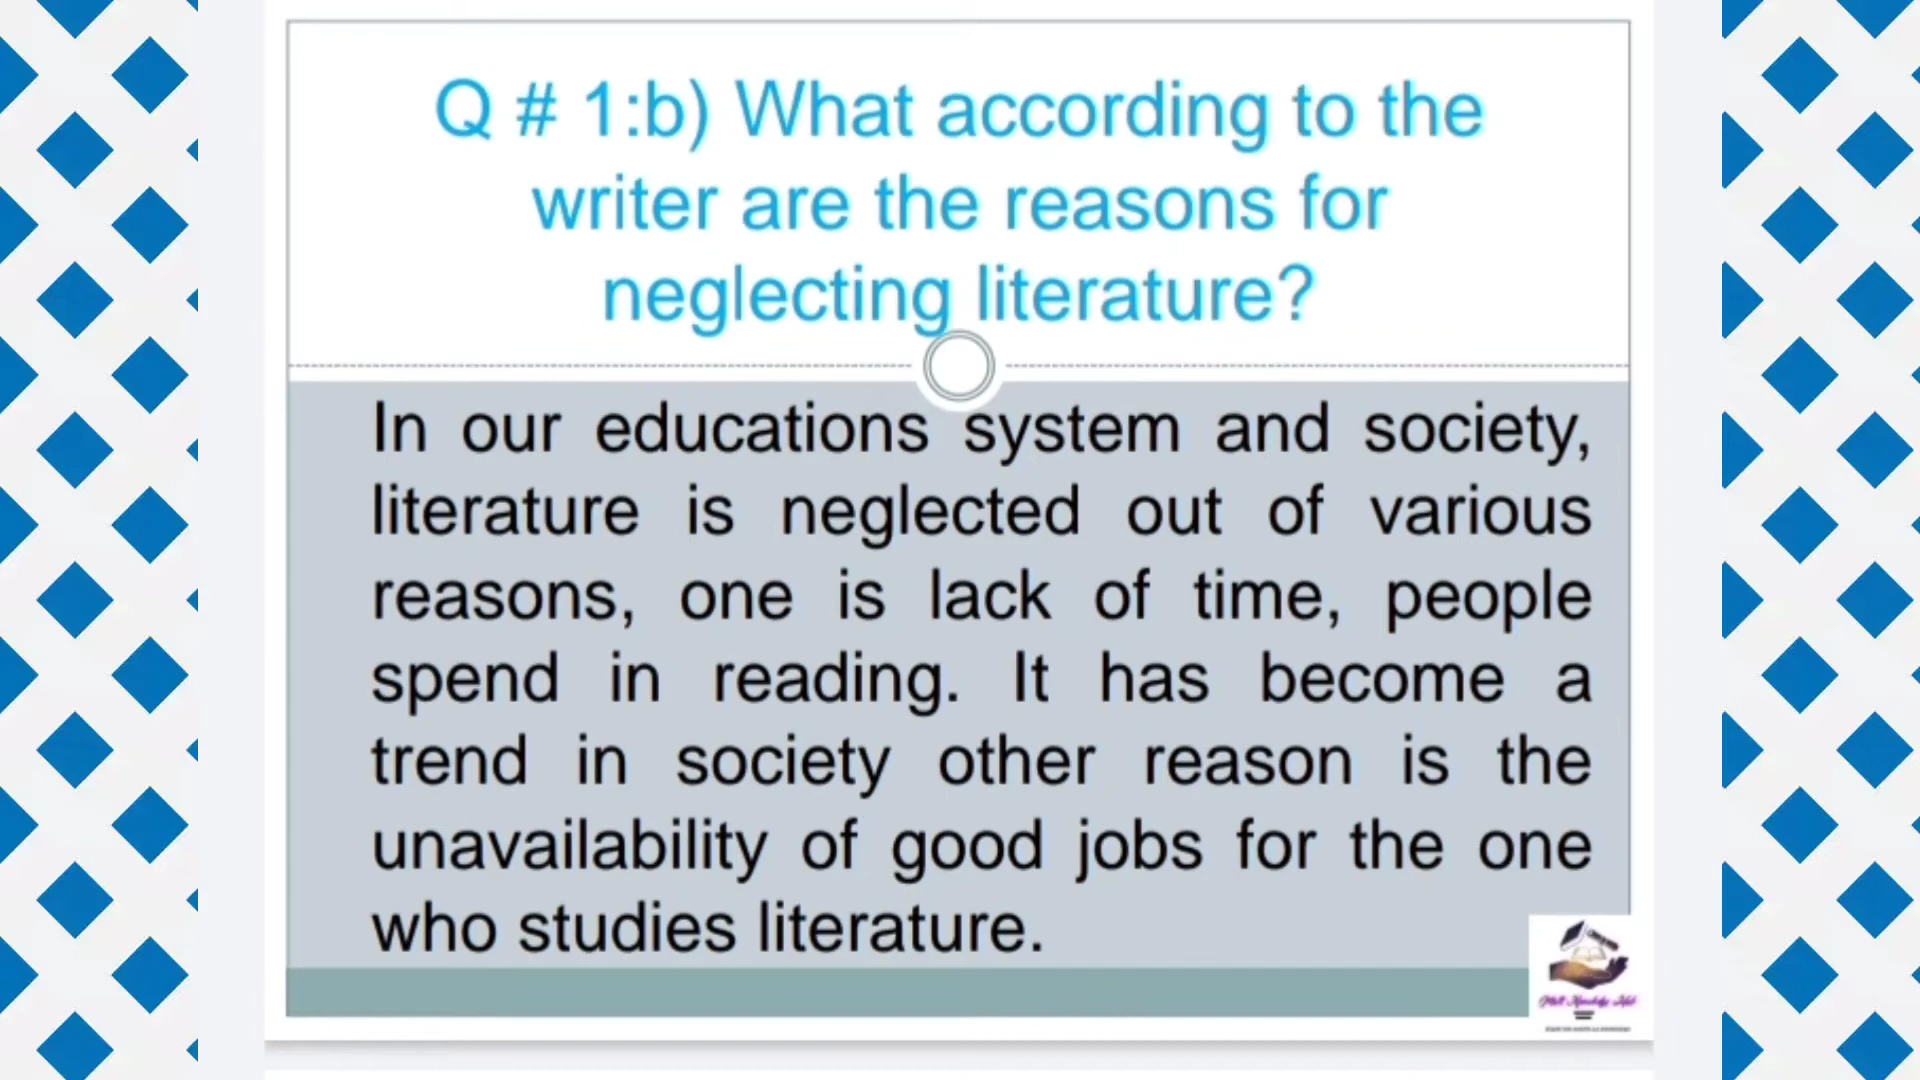 Q # 1:b) What according to the
writer are the reasons for
neglecting literature?
In our educations system and society,
literature is neglected out of various
reasons, one is lack of time, people
spend in reading. It has become a
trend in society other reason is the
unavailability of good jobs for the one
who studies literature.